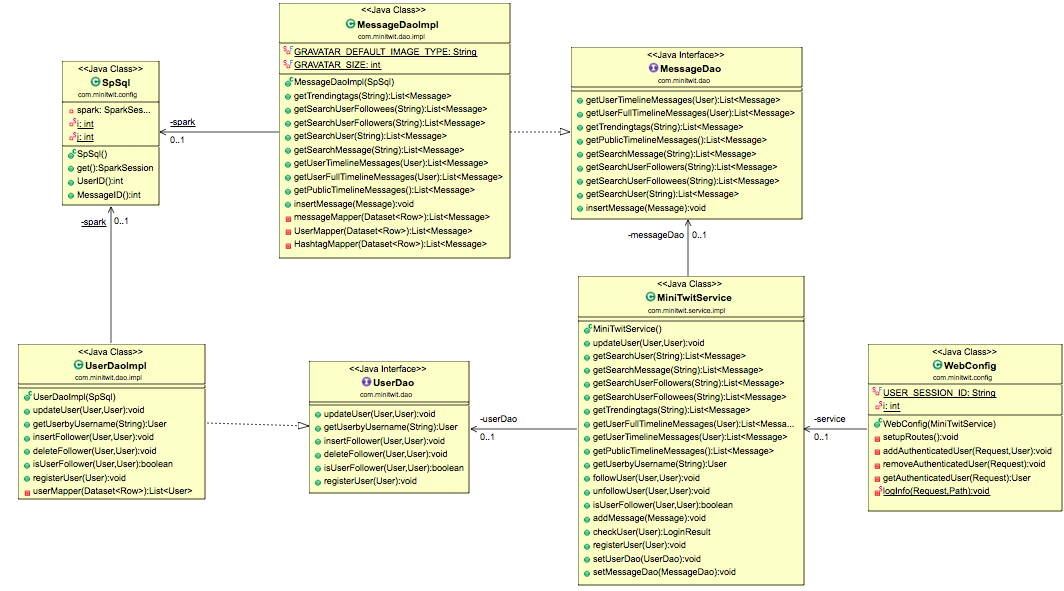 <<Java Class>>
MessageDaoImpl
com.minitwit.dao.impl
GRAVATAR_DEFAULT_IMAGE_TYPE: String
GRAVATAR_SIZE: int
MessageDaoImpl(SpSql)
getTrendingtags(String):List<Message>
getSearchUserFollowees(String):List<Message>
getSearchUserFollowers(String):List<Message>
getSearchUser(String):List<Message>
getSearchMessage(String):List<Message>
getUserTimelineMessages(User):List<Message>
getUserFullTimelineMessages(User):List<Message>
getPublicTimelineMessages():List<Message>
insertMessage(Message):void
messageMapper(Dataset<Row>):List<Message>
UserMapper(Dataset<Row>):List<Message>
HashtagMapper(Dataset<Row>):List<Message>
<<Java Interface>>
MessageDao
com.minitwit.dao
getUserTimelineMessages(User):List<Message>
getUserFullTimelineMessages(User):List<Message>
getTrendingtags(String):List<Message>
getPublicTimelineMessages():List<Message>
getSearchMessage(String):List<Message>
getSearchUserFollowers(String):List<Message>
getSearchUserFollowees(String):List<Message>
getSearchUser(String):List<Message>
insertMessage(Message):void
<<Java Class>>
SpSql
com.minitwit.config
spark: SparkSes...
i: int
j: int
SpSql()
get():SparkSession
UserID():int
MessageID():int
-spark
0..1
-spark
0..1
-messageDao
0..1
<<Java Class>>
MiniTwitService
com.minitwit.service.impl
MiniTwitService()
updateUser(User,User):void
getSearchUser(String):List<Message>
getSearchMessage(String):List<Message>
getSearchUserFollowers(String):List<Message>
getSearchUserFollowees(String):List<Message>
getTrendingtags(String):List<Message>
getUserFullTimelineMessages(User):List<Messa...
getUserTimelineMessages(User):List<Message>
getPublicTimelineMessages():List<Message>
getUserbyUsername(String):User
followUser(User,User):void
unfollowUser(User,User):void
isUserFollower(User,User):boolean
addMessage(Message):void
checkUser(User):LoginResult
registerUser(User):void
setUserDao(UserDao):void
setMessageDao(MessageDao):void
<<Java Class>>
UserDaoImpl
com.minitwit.dao.impl
UserDaoImpl(SpSql)
updateUser(User,User):void
getUserbyUsername(String):User
insertFollower(User,User):void
deleteFollower(User,User):void
isUserFollower(User,User):boolean
registerUser(User):void
userMapper(Dataset<Row>):List<User>
<<Java Interface>>
UserDao
com.minitwit.dao
updateUser(User,User):void
getUserbyUsername(String):User
insertFollower(User,User):void
deleteFollower(User,User):void
isUserFollower(User,User):boolean
registerUser(User):void
-userDao
0..1
-service
0..1
<<Java Class>>
WebConfig
com.minitwit.config
USER_SESSION_ID: String
i: int
WebConfig(MiniTwitService)
setupRoutes():void
addAuthenticatedUser(Request,User):void
removeAuthenticatedUser(Request):void
getAuthenticatedUser(Request):User
logInfo(Request,Path):void